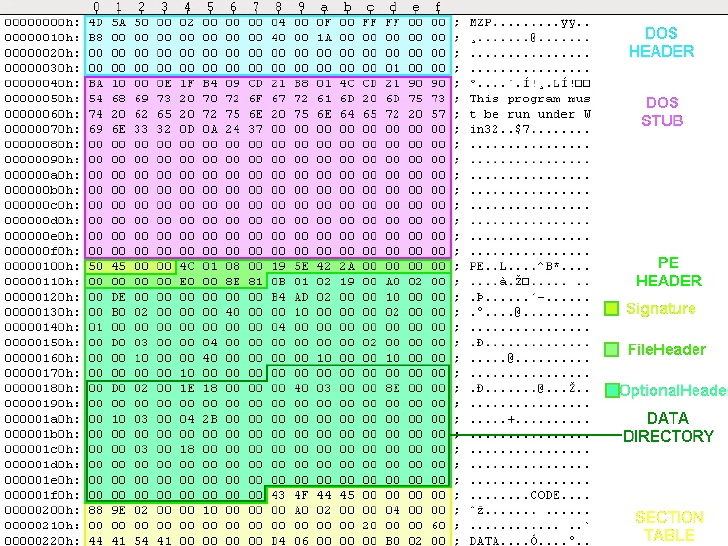 0 1 2 3 4 5 6 7 8 9 a b c d e f
00000000h: 4D 5A 50 00 02 00 00 00 04 00 0F 00 FF FF 00 00 ; MZP.........ÿÿ..
00000010h: B8 00 00 00 00 00 00 00 40 00 1A 00 00 00 00 00 ; ¸.......@.......
00000020h: 00 00 00 00 00 00 00 00 00 00 00 00 00 00 00 00 ; ................
00000030h: 00 00 00 00 00 00 00 00 00 00 00 00 00 01 00 00 ; ................
DOS
HEADER
00000040h: BA 10 00 0E 1F B4 09 CD 21 B8 01 4C CD 21 90 90 ; º....´.Í!¸.LÍ!□□
00000050h: 54 68 69 73 20 70 72 6F 67 72 61 6D 20 6D 75 73 ; This program mus
00000060h: 74 20 62 65 20 72 75 6E 20 75 6E 64 65 72 20 57 ; t be run under W
00000070h: 69 6E 33 32 0D 0A 24 37 00 00 00 00 00 00 00 00 ; in32..$7........
00000080h: 00 00 00 00 00 00 00 00 00 00 00 00 00 00 00 00 ; ................
00000090h: 00 00 00 00 00 00 00 00 00 00 00 00 00 00 00 00 ; ................
000000a0h: 00 00 00 00 00 00 00 00 00 00 00 00 00 00 00 00 ; ................
000000b0h: 00 00 00 00 00 00 00 00 00 00 00 00 00 00 00 00 ; ................
000000c0h: 00 00 00 00 00 00 00 00 00 00 00 00 00 00 00 00 ; ................
000000d0h: 00 00 00 00 00 00 00 00 00 00 00 00 00 00 00 00 ; ................
000000e0h: 00 00 00 00 00 00 00 00 00 00 00 00 00 00 00 00 ; ................
000000f0h: 00 00 00 00 00 00 00 00 00 00 00 00 00 00 00 00 ; ................
DOS
STUB
00000100h: 50 45 00 00 4C 01 08 00 19 5E 42 2A 00 00 00 00 ; PE..L....^B*....
00000110h: 00 00 00 00 E0 00 8E 81 0B 01 02 19 00 A0 02 00 ; ....à.Ž□..... ..
00000120h: 00 DE 00 00 00 00 00 00 B4 AD 02 00 00 10 00 00 ; .Þ......´-......
00000130h: 00 B0 02 00 00 00 40 00 00 10 00 00 00 02 00 00 ; .°....@.........
00000140h: 01 00 00 00 00 00 00 00 04 00 00 00 00 00 00 00 ; ................
00000150h: 00 D0 03 00 00 04 00 00 00 00 00 00 02 00 00 00 ; .Ð..............
00000160h: 00 00 10 00 00 40 00 00 00 00 10 00 00 10 00 00 ; .....@..........
00000170h: 00 00 00 00 10 00 00 00 00 00 00 00 00 00 00 00 ; ................
00000180h: 00 D0 02 00 1E 18 00 00 00 40 03 00 00 8E 00 00 ; .Ð.......@...Ž..
00000190h: 00 00 00 00 00 00 00 00 00 00 00 00 00 00 00 00 ; ................
000001a0h: 00 10 03 00 04 2B 00 00 00 00 00 00 00 00 00 00 ; .....+..........
000001b0h: 00 00 00 00 00 00 00 00 00 00 00 00 00 00 00 00 ; ................
000001c0h: 00 00 03 00 18 00 00 00 00 00 00 00 00 00 00 00 ; ................
000001d0h: 00 00 00 00 00 00 00 00 00 00 00 00 00 00 00 00 ; ................
000001e0h: 00 00 00 00 00 00 00 00 00 00 00 00 00 00 00 00 ; ................
000001f0h: 00 00 00 00 00 00 00 00 43 4F 44 45 00 00 00 00 ; ........CODE....
PE
HEADER
Signature
FileHeader
OptionalHeade
DATA
DIRECTORY
00000200h: 88 9E 02 00 00 10 00 00 00 A0 02 00 00 04 00 00 ; ˆž....... ......
00000210h: 00 00 00 00 00 00 00 00 00 00 00 00 20 00 00 60 ; ............ ..`
00000220h: 44 41 54 41 00 00 00 00 D4 06 00 00 00 B0 02 00 ; DATA....Ô....°..
SECTION
TABLE